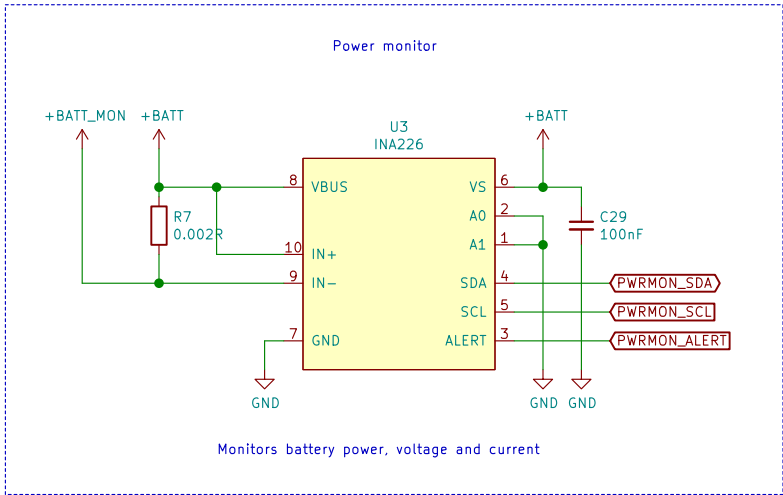 Power monitor
+BATT_MON
+BATT
U3
INA226
+BATT
8
VBUS
VS
6
R7
0.002R
A0
2
C29
100nF
A1
1
10
IN+
9
IN-
SDA
4
PWRMON_SDA
SCL
5
PWRMON_SCL
7
GND
ALERT
3
PWRMON_ALERT
GND
GND
GND
Monitors battery power, voltage and current